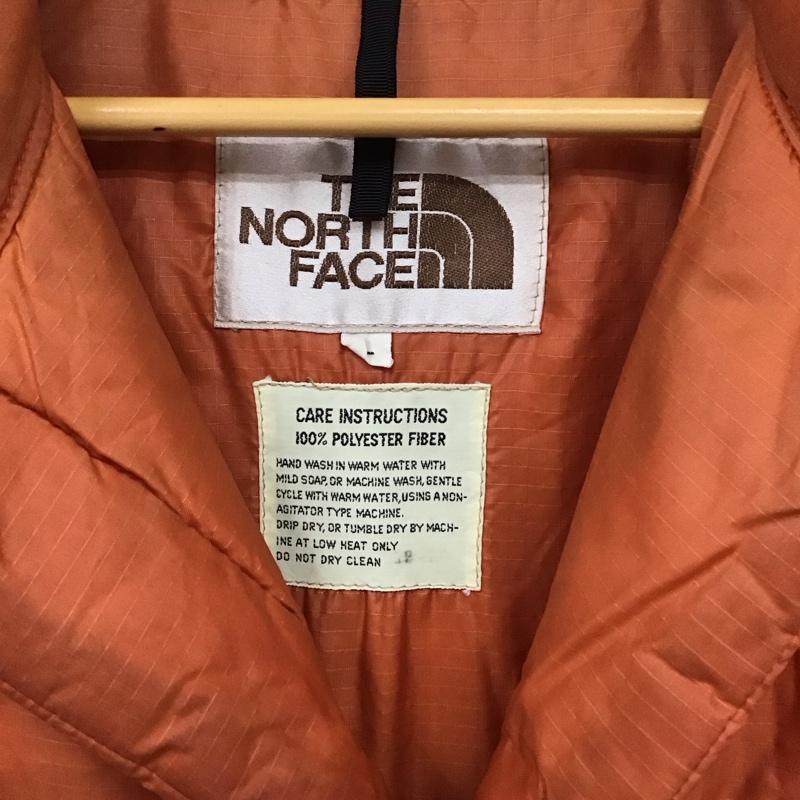 THE
NORTH
FACE
L
CARE INSTRUCTIONS
100% POLYESTER FIBER
HAND WASH IN WARM WATER WITH
MILD SOAP, OR MACHINE WASH, GENTLE
CYCLE WITH WARM WATER, USING A NON-
AGITATOR TYPE MACHINE.
DRIP DRY, OR TUMBLE DRY BY MACH-
INE AT LOW HEAT ONLY
DO NOT DRY CLEAN